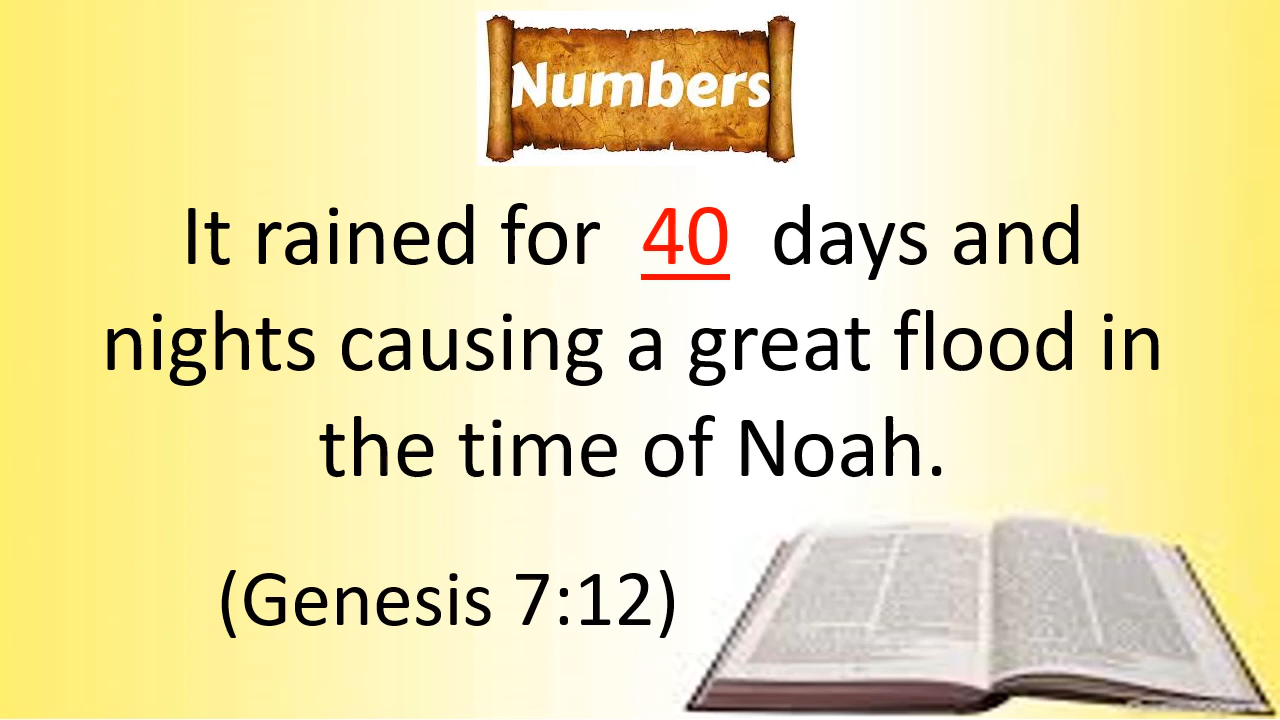 Numbers
It rained for 40 days and
nights causing a great flood in
the time of Noah.
(Genesis 7:12)